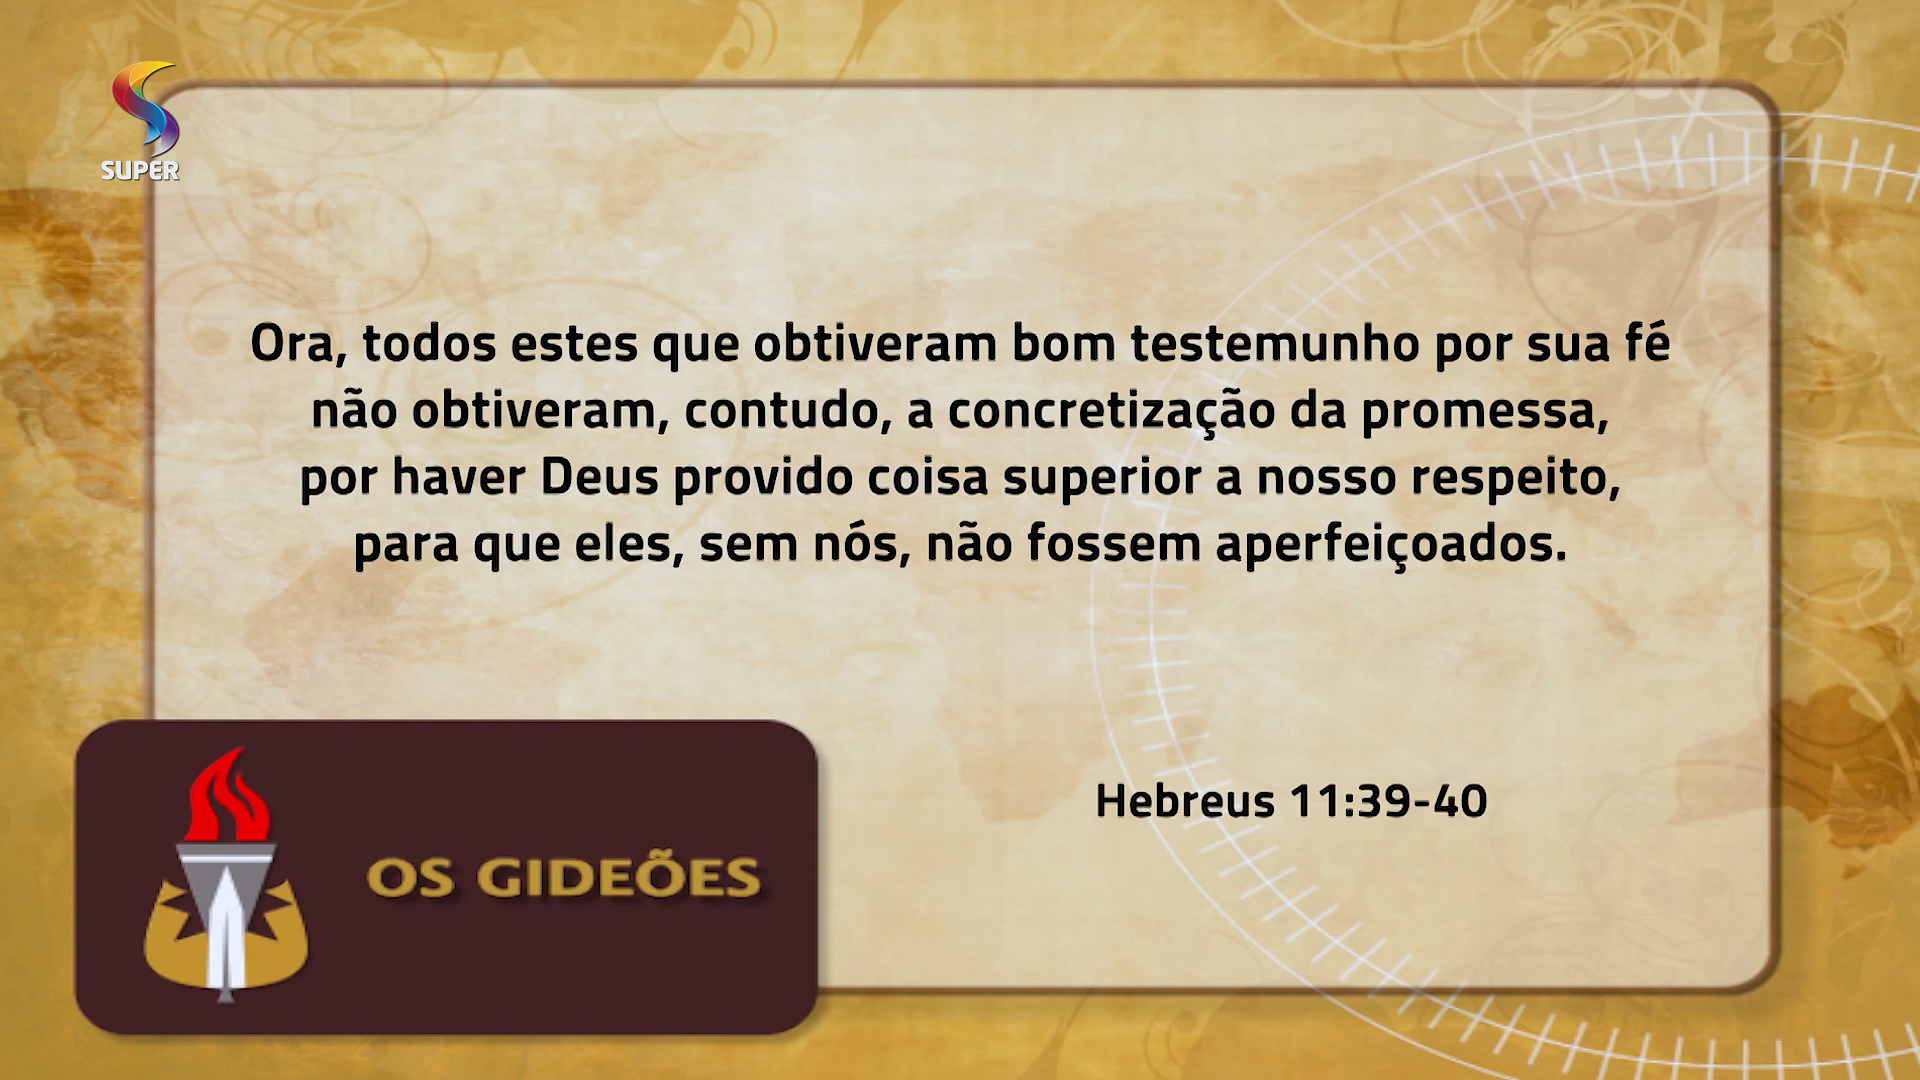 SUPER
Ora, todos estes que obtiveram bom testemunho por sua fé
não obtiveram, contudo, a concretização da promessa,
por haver Deus provido coisa superior a nosso respeito,
para que eles, sem nós, não fossem aperfeiçoados.
Hebreus 11:39-40
OS GIDEÕES